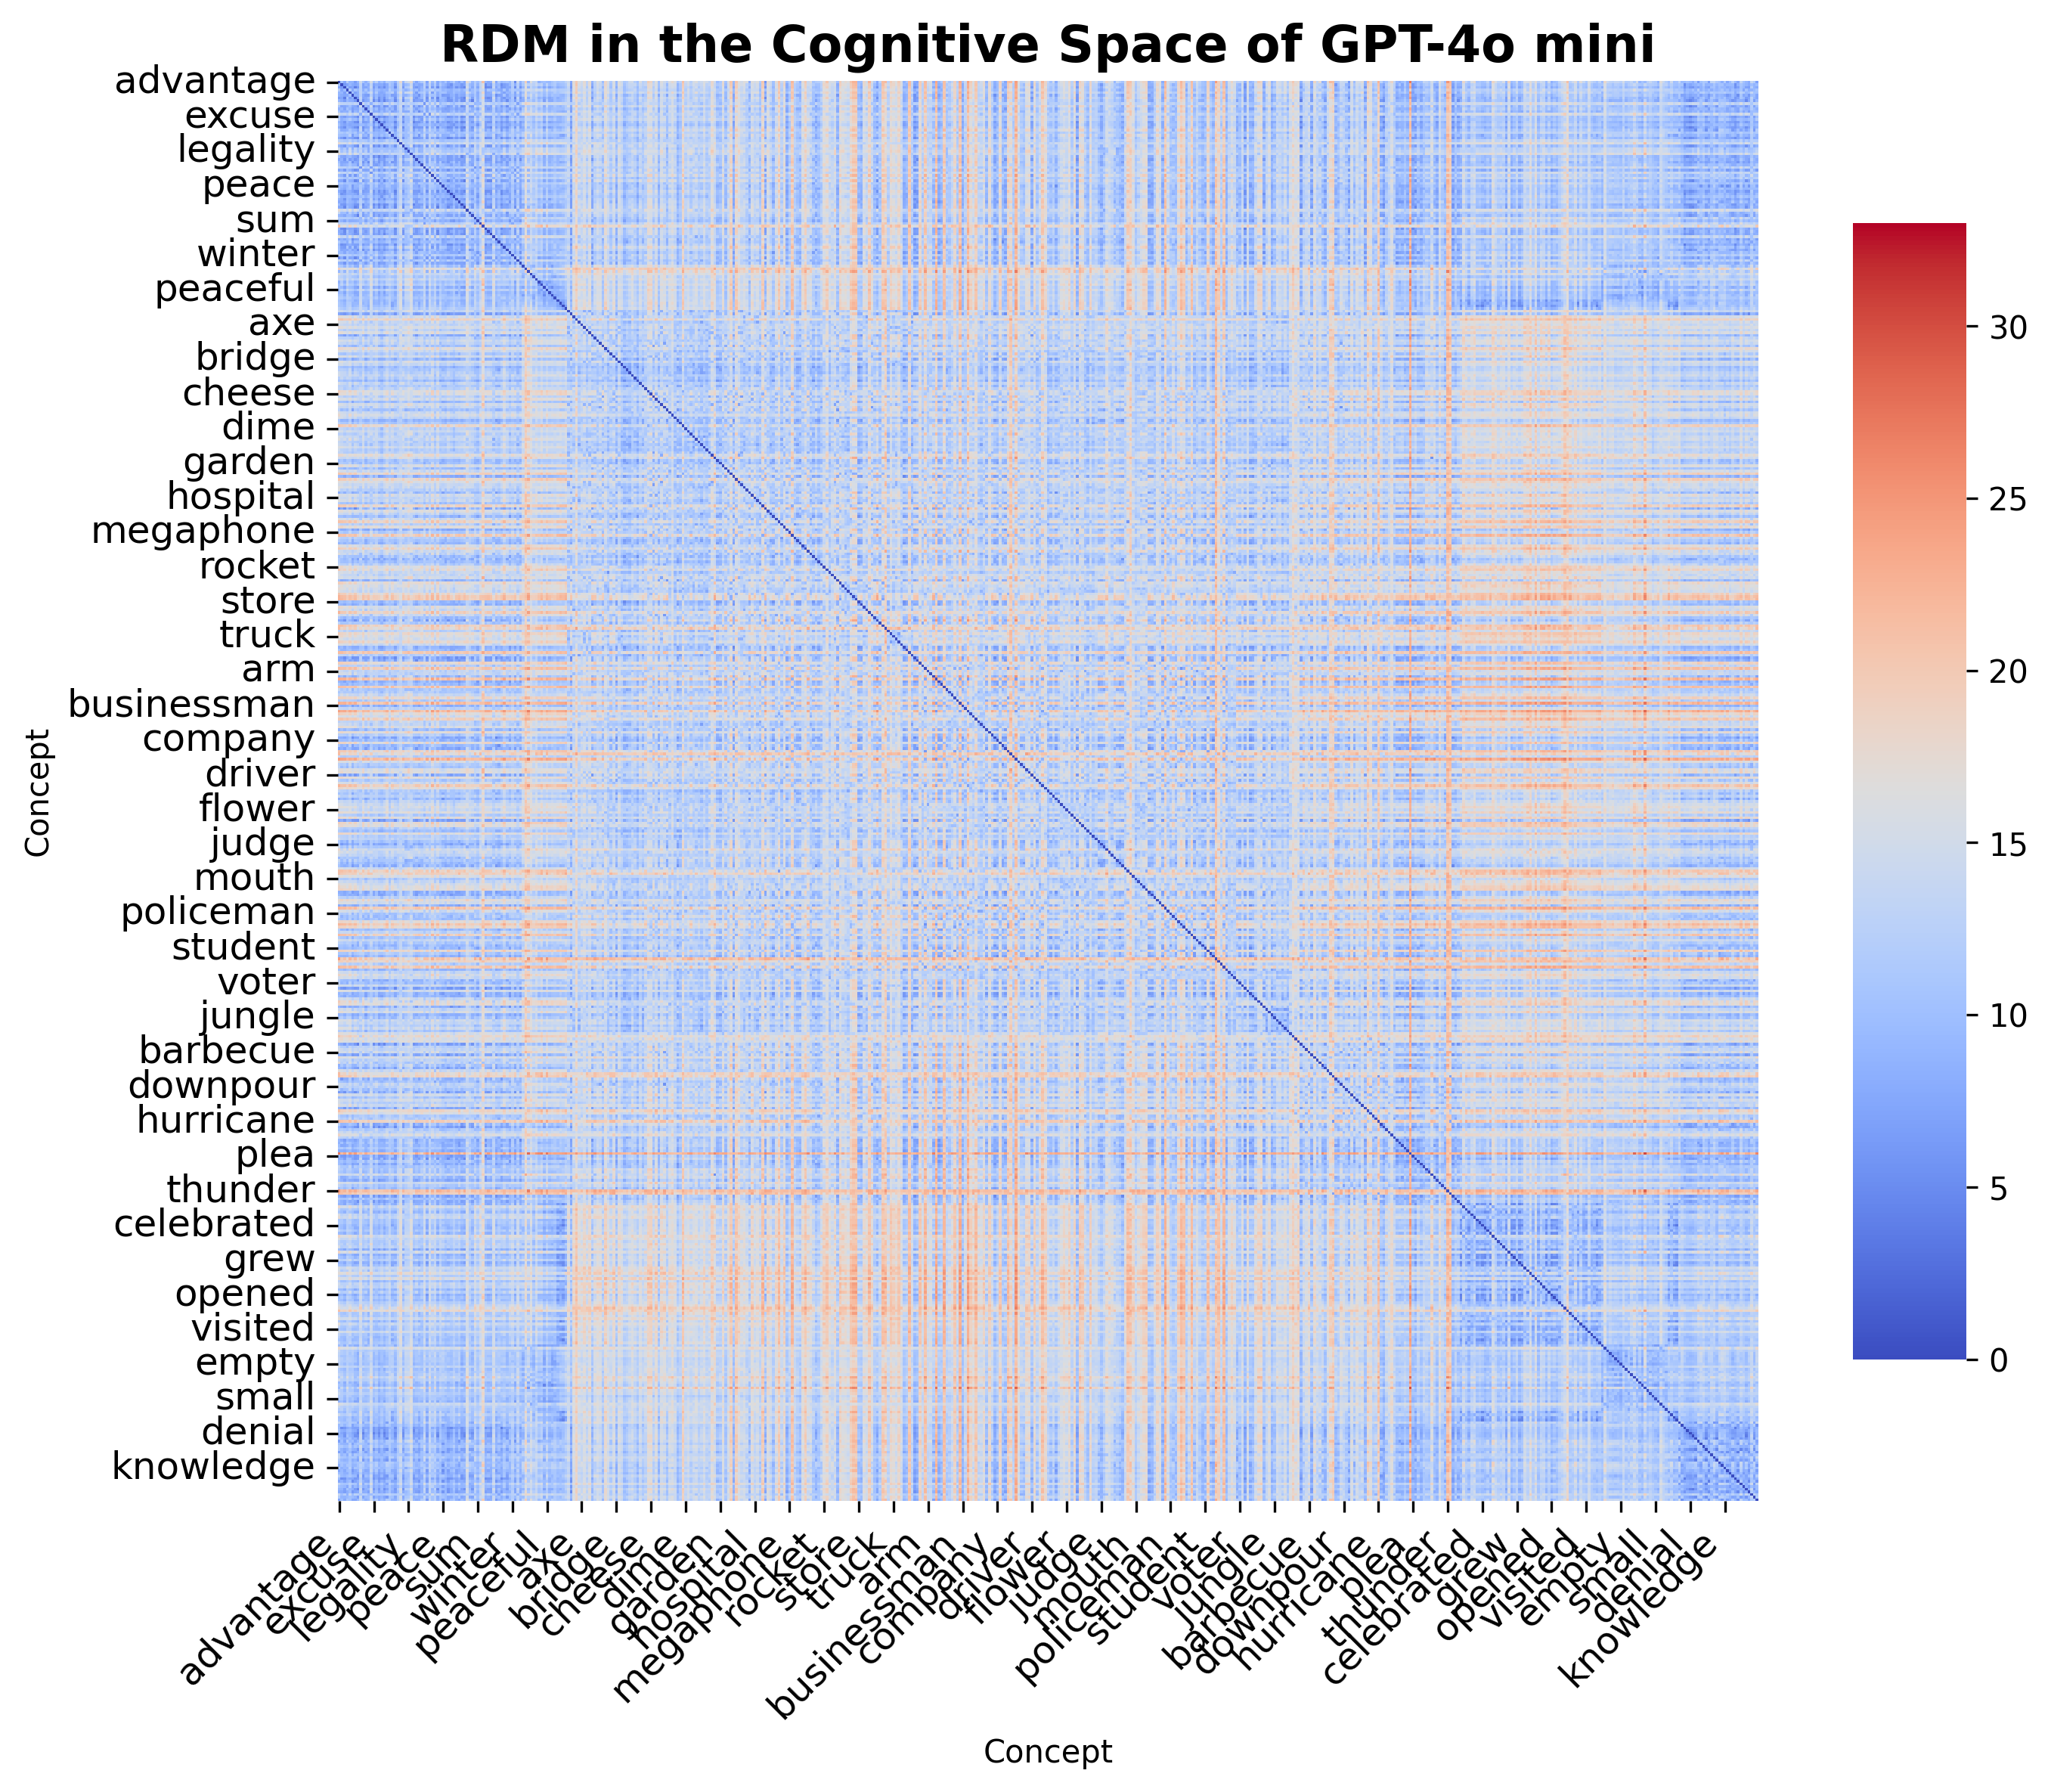 RDM in the Cognitive Space of GPT-4o mini
advantage
excuse
legality
peace
sum
winter
peaceful
axe
bridge
cheese
dime
garden
hospital
megaphone
rocket
store
truck
arm
businessman
company
driver
flower
judge
mouth
policeman
student
voter
jungle
barbecue
downpour
hurricane
plea
thunder
celebrated
grew
opened
visited
empty
small
denial
knowledge
Concept
advantage
excuse
legality
peace
sum
winter
peaceful
axe
bridge
cheese
dime
garden
hospital
megaphone
rocket
store
truck
arm
businessman
company
driver
flower
judge
mouth
policeman
student
voter
jungle
barbecue
downpour
hurricane
plea
thunder
celebrated
grew
opened
visited
empty
small
denial
knowledge
Concept
30
25
20
15
10
5
0